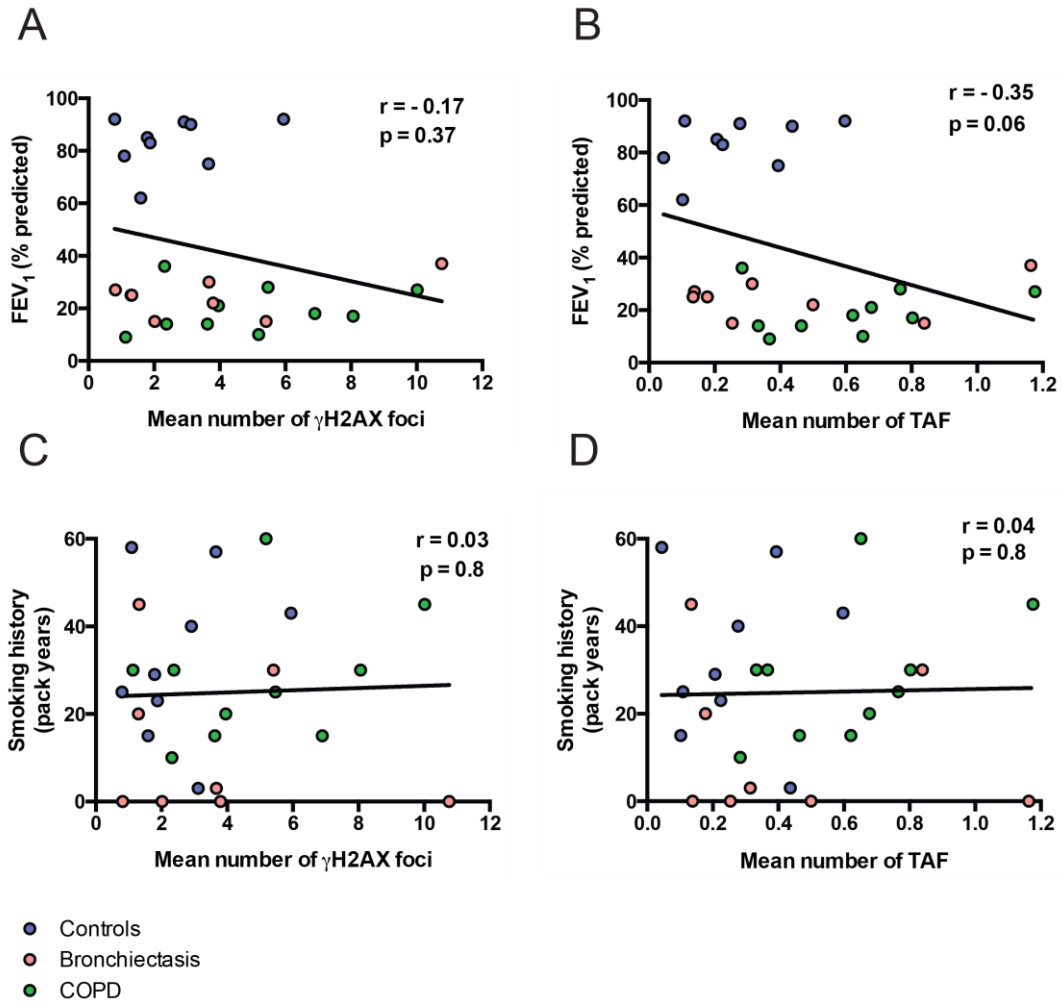 A
FEV1 (% predicted)
100
80
60
40
20
0
0 2 4 6 8 10 12
Mean number of γH2AX foci
r = - 0.17
p = 0.37
B
FEV1 (% predicted)
100
80
60
40
20
0
0.0 0.2 0.4 0.6 0.8 1.0 1.2
Mean number of TAF
r = - 0.35
p = 0.06
C
Smoking history
(pack years)
60
40
20
0
0 2 4 6 8 10 12
Mean number of γH2AX foci
r = 0.03
p = 0.8
D
Smoking history
(pack years)
60
40
20
0
0.0 0.2 0.4 0.6 0.8 1.0 1.2
Mean number of TAF
r = 0.04
p = 0.8
Controls
Bronchiectasis
COPD